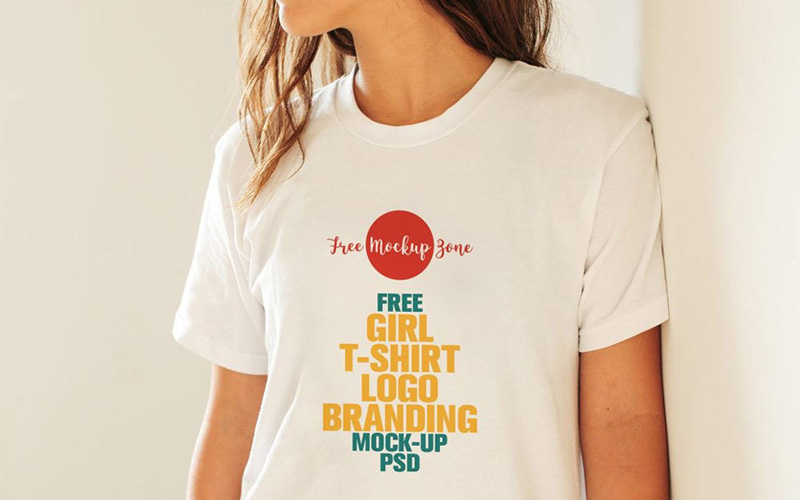 Free Mockup Zone
FREE
GIRL
T-SHIRT
LOGO
BRANDING
MOCK-UP
PSD